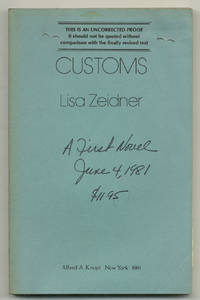 THIS IS AN UNCORRECTED PROOF
It should not be quoted without
comparison with the finally revised text
CUSTOMS
Lisa Zeidner
A First Novel
June 4, 1981
$11.95
Alfred A. Knopf New York 1981